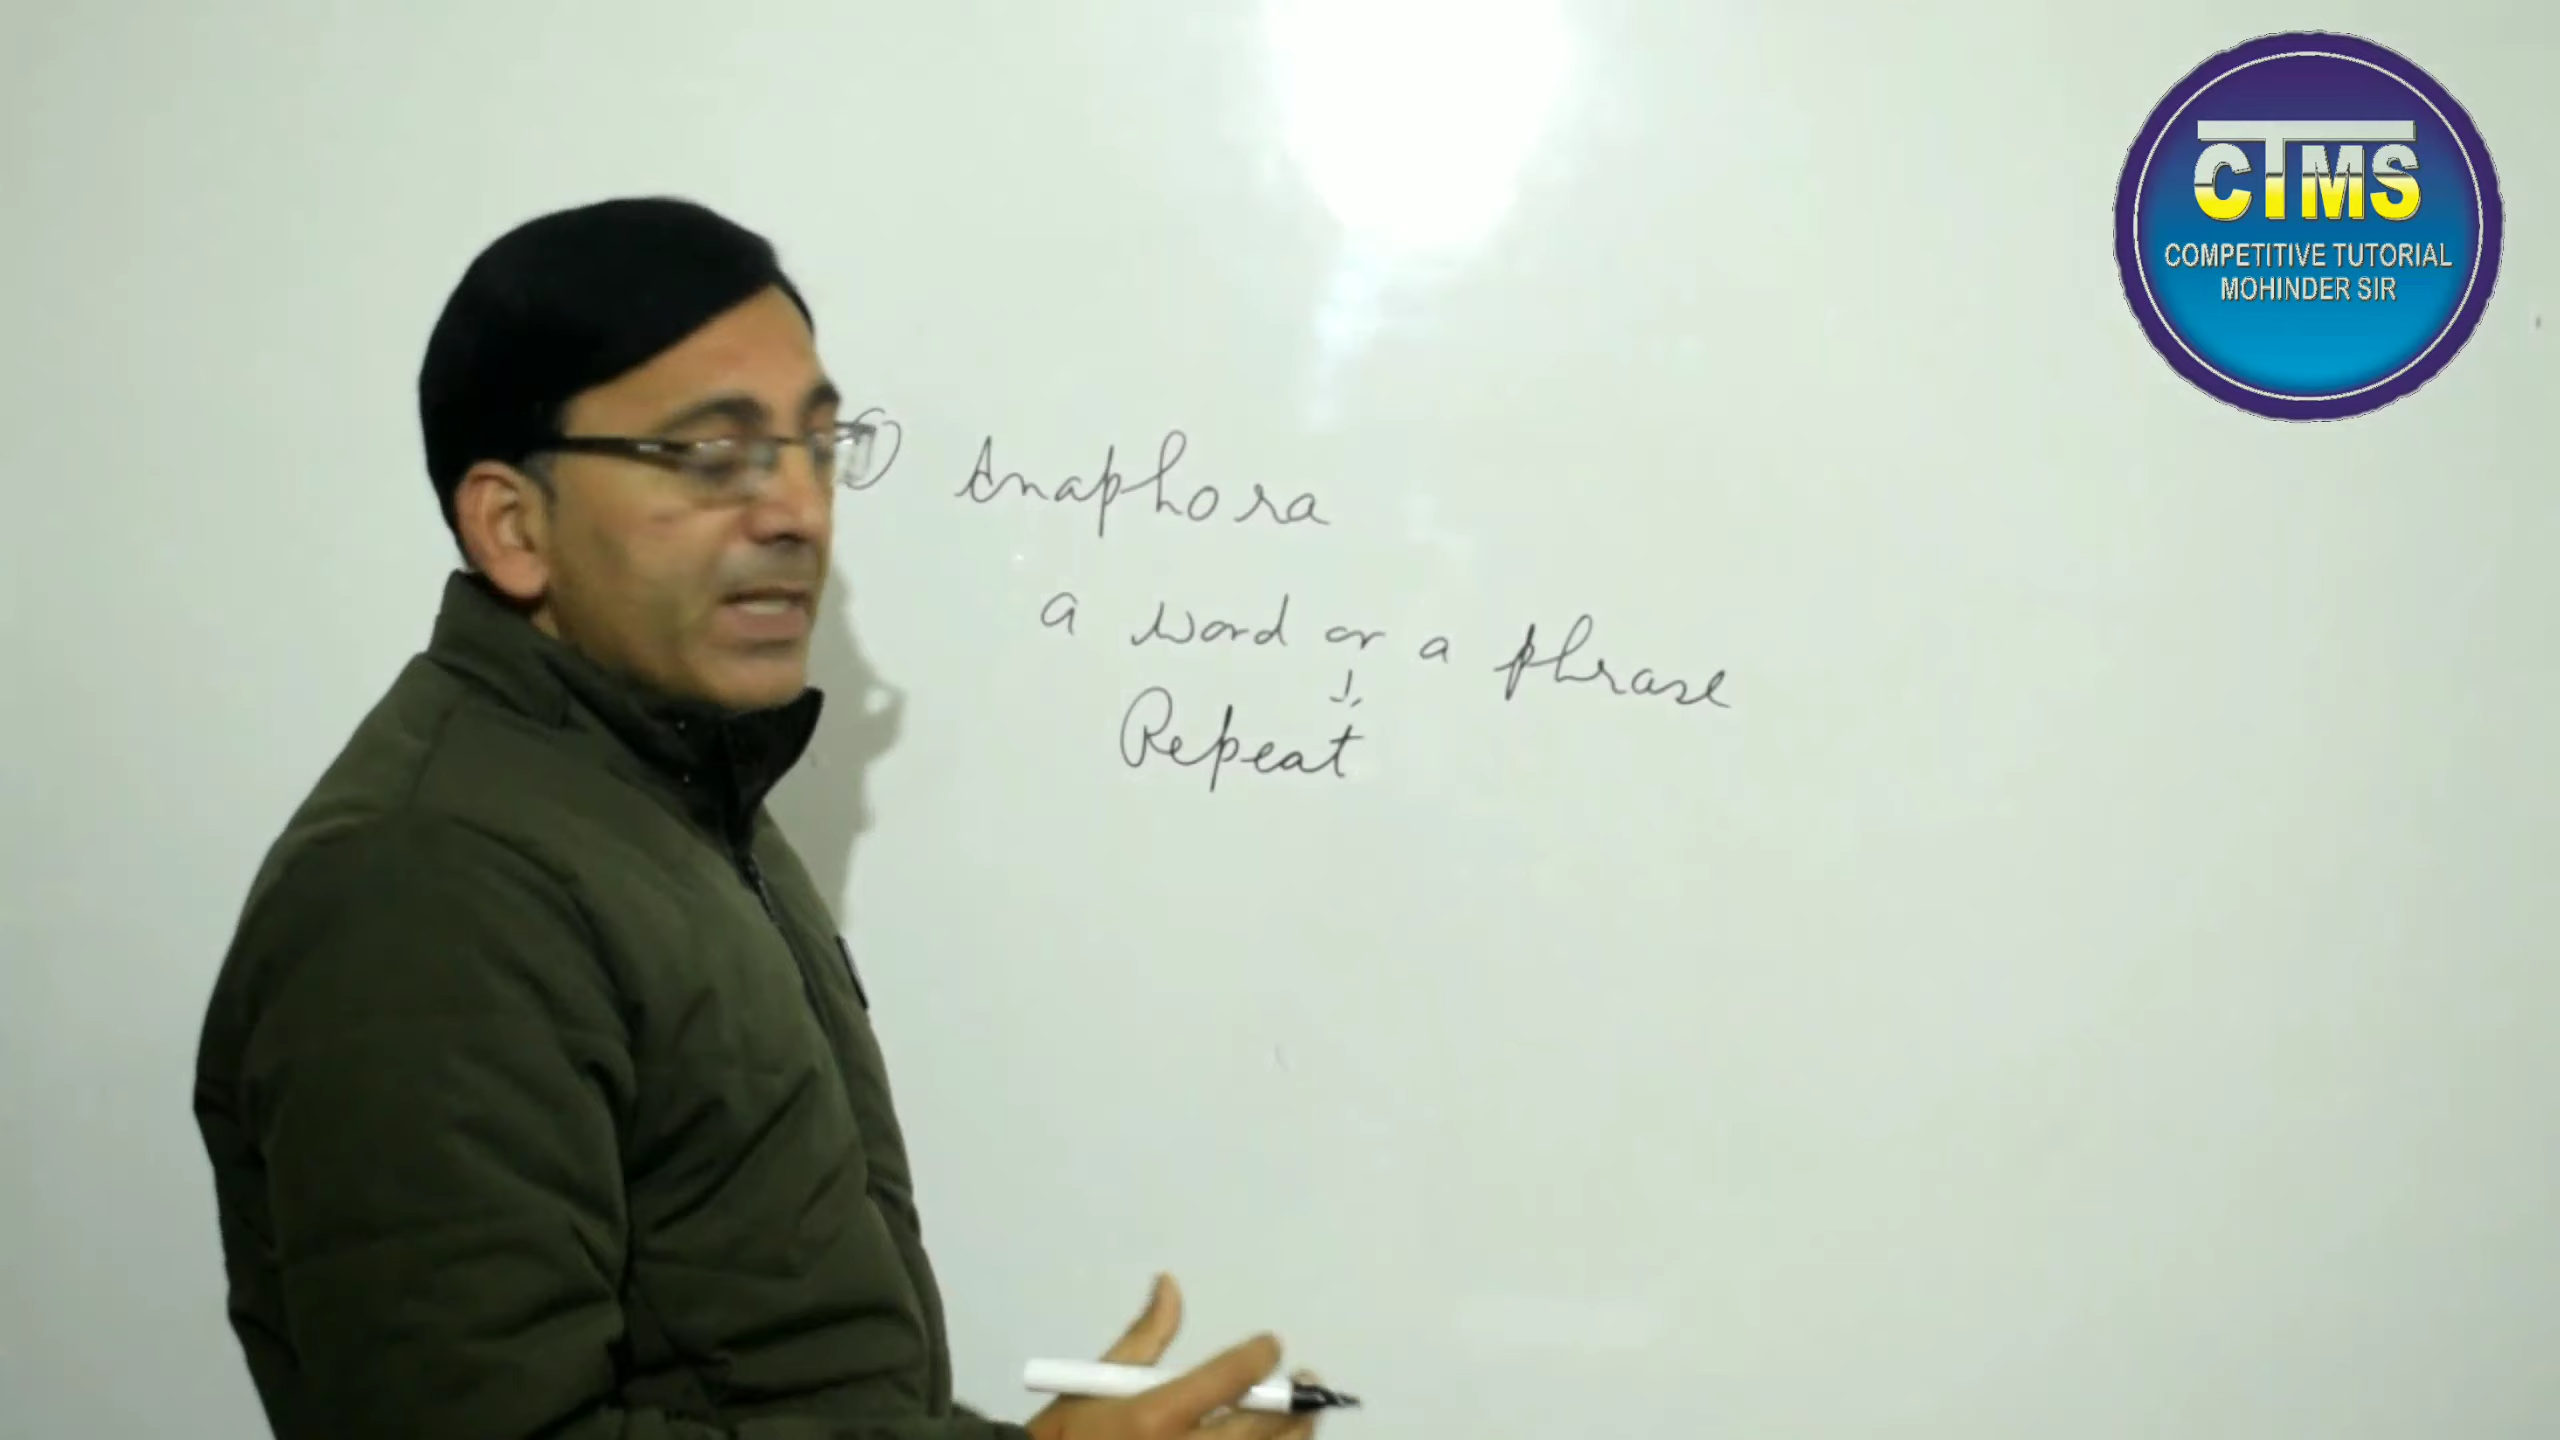 CTMS
COMPETITIVE TUTORIAL
MOHINDER SIR
Anaphora
a word or a phrase
Repeat